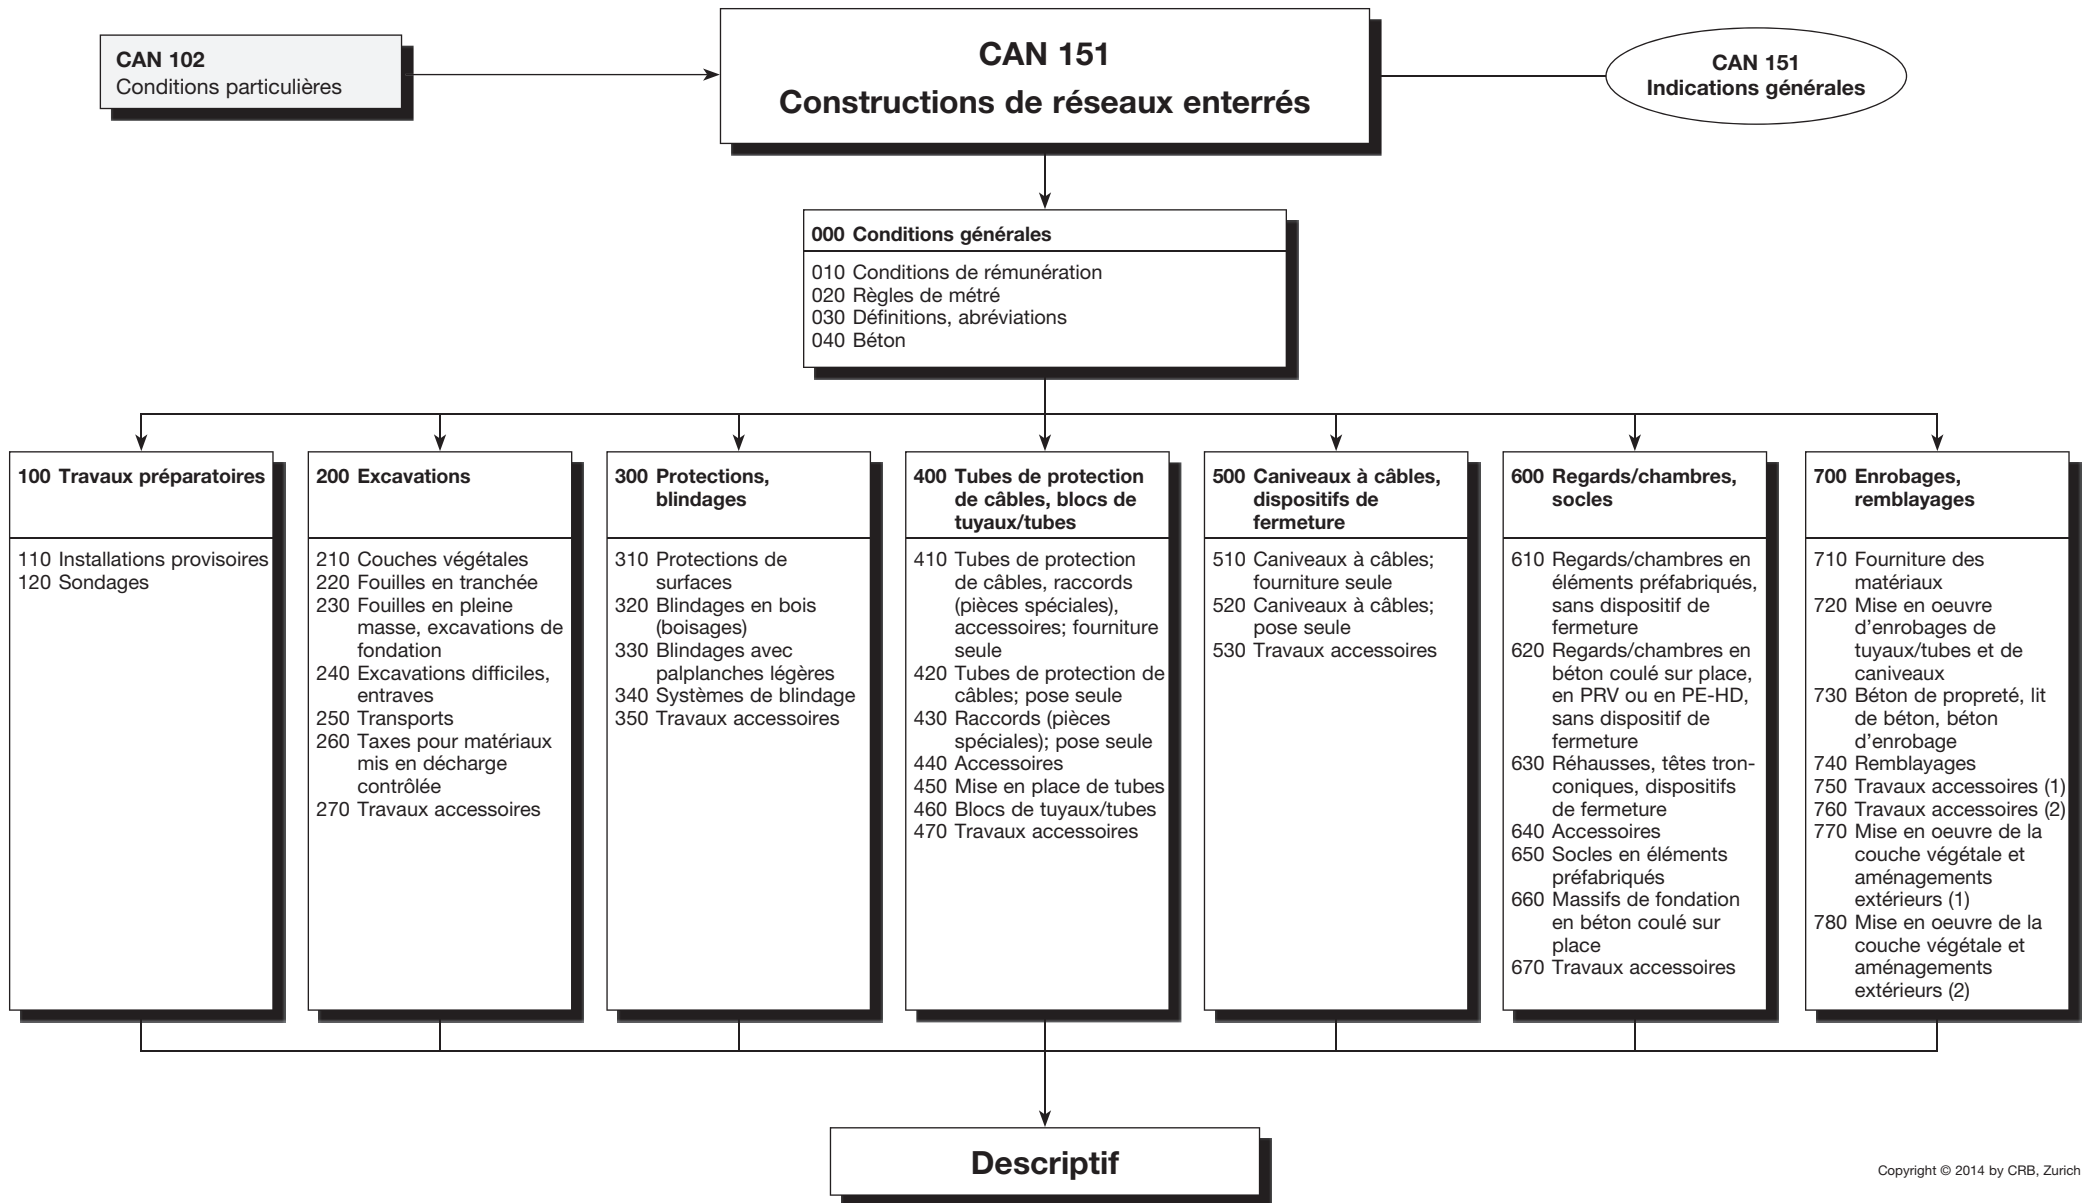 CAN 102
Conditions particulières
CAN 151
Constructions de réseaux enterrés
CAN 151
Indications générales
000 Conditions générales
010 Conditions de rémunération
020 Règles de métré
030 Définitions, abréviations
040 Béton
100 Travaux préparatoires
110 Installations provisoires
120 Sondages
200 Excavations
210 Couches végétales
220 Fouilles en tranchée
230 Fouilles en pleine
masse, excavations de
fondation
240 Excavations difficiles,
entraves
250 Transports
260 Taxes pour matériaux
mis en décharge
contrôlée
270 Travaux accessoires
300 Protections,
blindages
310 Protections de
surfaces
320 Blindages en bois
(boisages)
330 Blindages avec
palplanches légères
340 Systèmes de blindage
350 Travaux accessoires
400 Tubes de protection
de câbles, blocs de
tuyaux/tubes
410 Tubes de protection
de câbles, raccords
(pièces spéciales),
accessoires; fourniture
seule
420 Tubes de protection de
câbles; pose seule
430 Raccords (pièces
spéciales); pose seule
440 Accessoires
450 Mise en place de tubes
460 Blocs de tuyaux/tubes
470 Travaux accessoires
500 Caniveaux à câbles,
dispositifs de
fermeture
510 Caniveaux à câbles;
fourniture seule
520 Caniveaux à câbles;
pose seule
530 Travaux accessoires
600 Regards/chambres,
socles
610 Regards/chambres en
éléments préfabriqués,
sans dispositif de
fermeture
620 Regards/chambres en
béton coulé sur place,
en PRV ou en PE-HD,
sans dispositif de
fermeture
630 Réhausses, têtes tron-
coniques, dispositifs
de fermeture
640 Accessoires
650 Socles en éléments
préfabriqués
660 Massifs de fondation
en béton coulé sur
place
670 Travaux accessoires
700 Enrobages,
remblayages
710 Fourniture des
matériaux
720 Mise en oeuvre
d’enrobages de
tuyaux/tubes et de
caniveaux
730 Béton de propreté, lit
de béton, béton
d’enrobage
740 Remblayages
750 Travaux accessoires (1)
760 Travaux accessoires (2)
770 Mise en oeuvre de la
couche végétale et
aménagements
extérieurs (1)
780 Mise en oeuvre de la
couche végétale et
aménagements
extérieurs (2)
Descriptif
Copyright © 2014 by CRB, Zurich